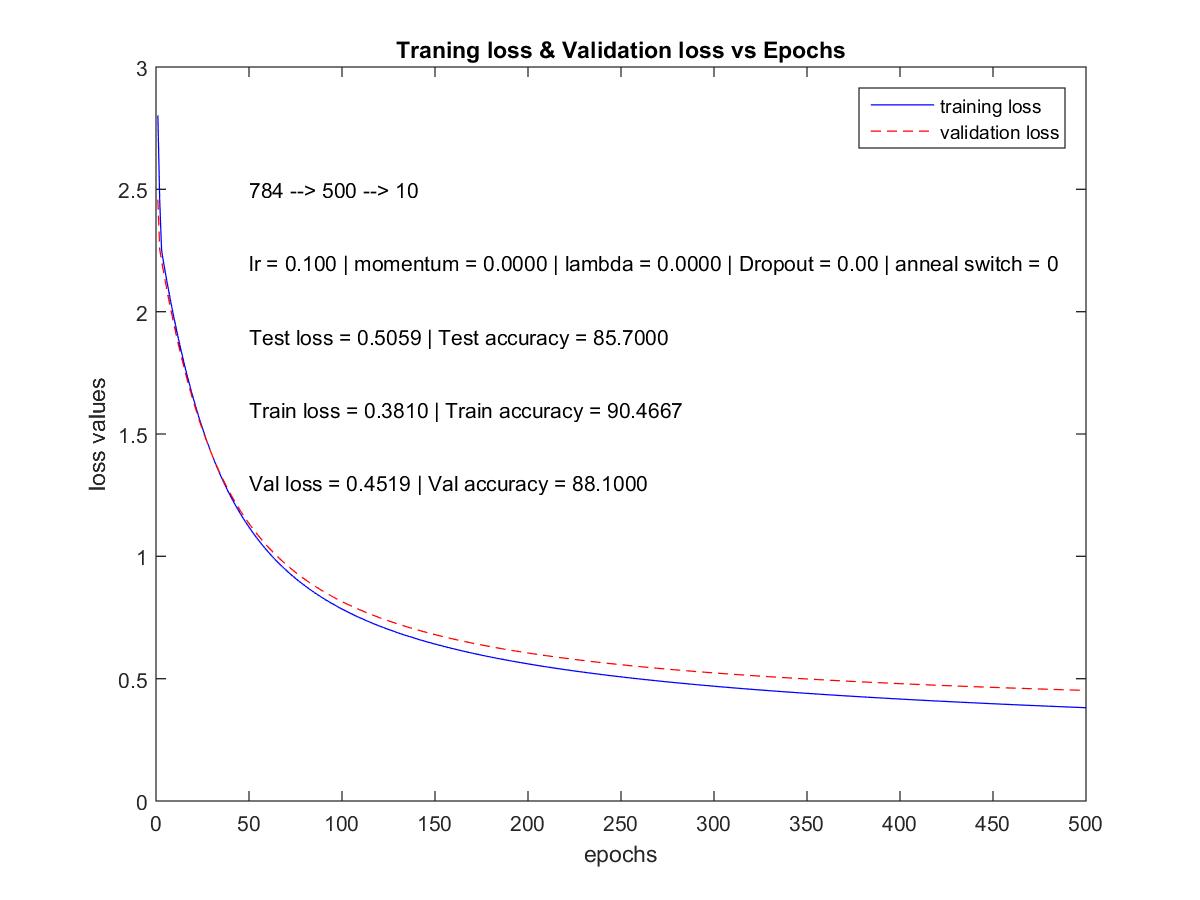 Traning loss & Validation loss vs Epochs
training loss
validation loss
784 --> 500 --> 10
lr = 0.100 | momentum = 0.0000 | lambda = 0.0000 | Dropout = 0.00 | anneal switch = 0
Test loss = 0.5059 | Test accuracy = 85.7000
Train loss = 0.3810 | Train accuracy = 90.4667
Val loss = 0.4519 | Val accuracy = 88.1000
loss values
3
2.5
2
1.5
1
0.5
0
0 50 100 150 200 250 300 350 400 450 500
epochs